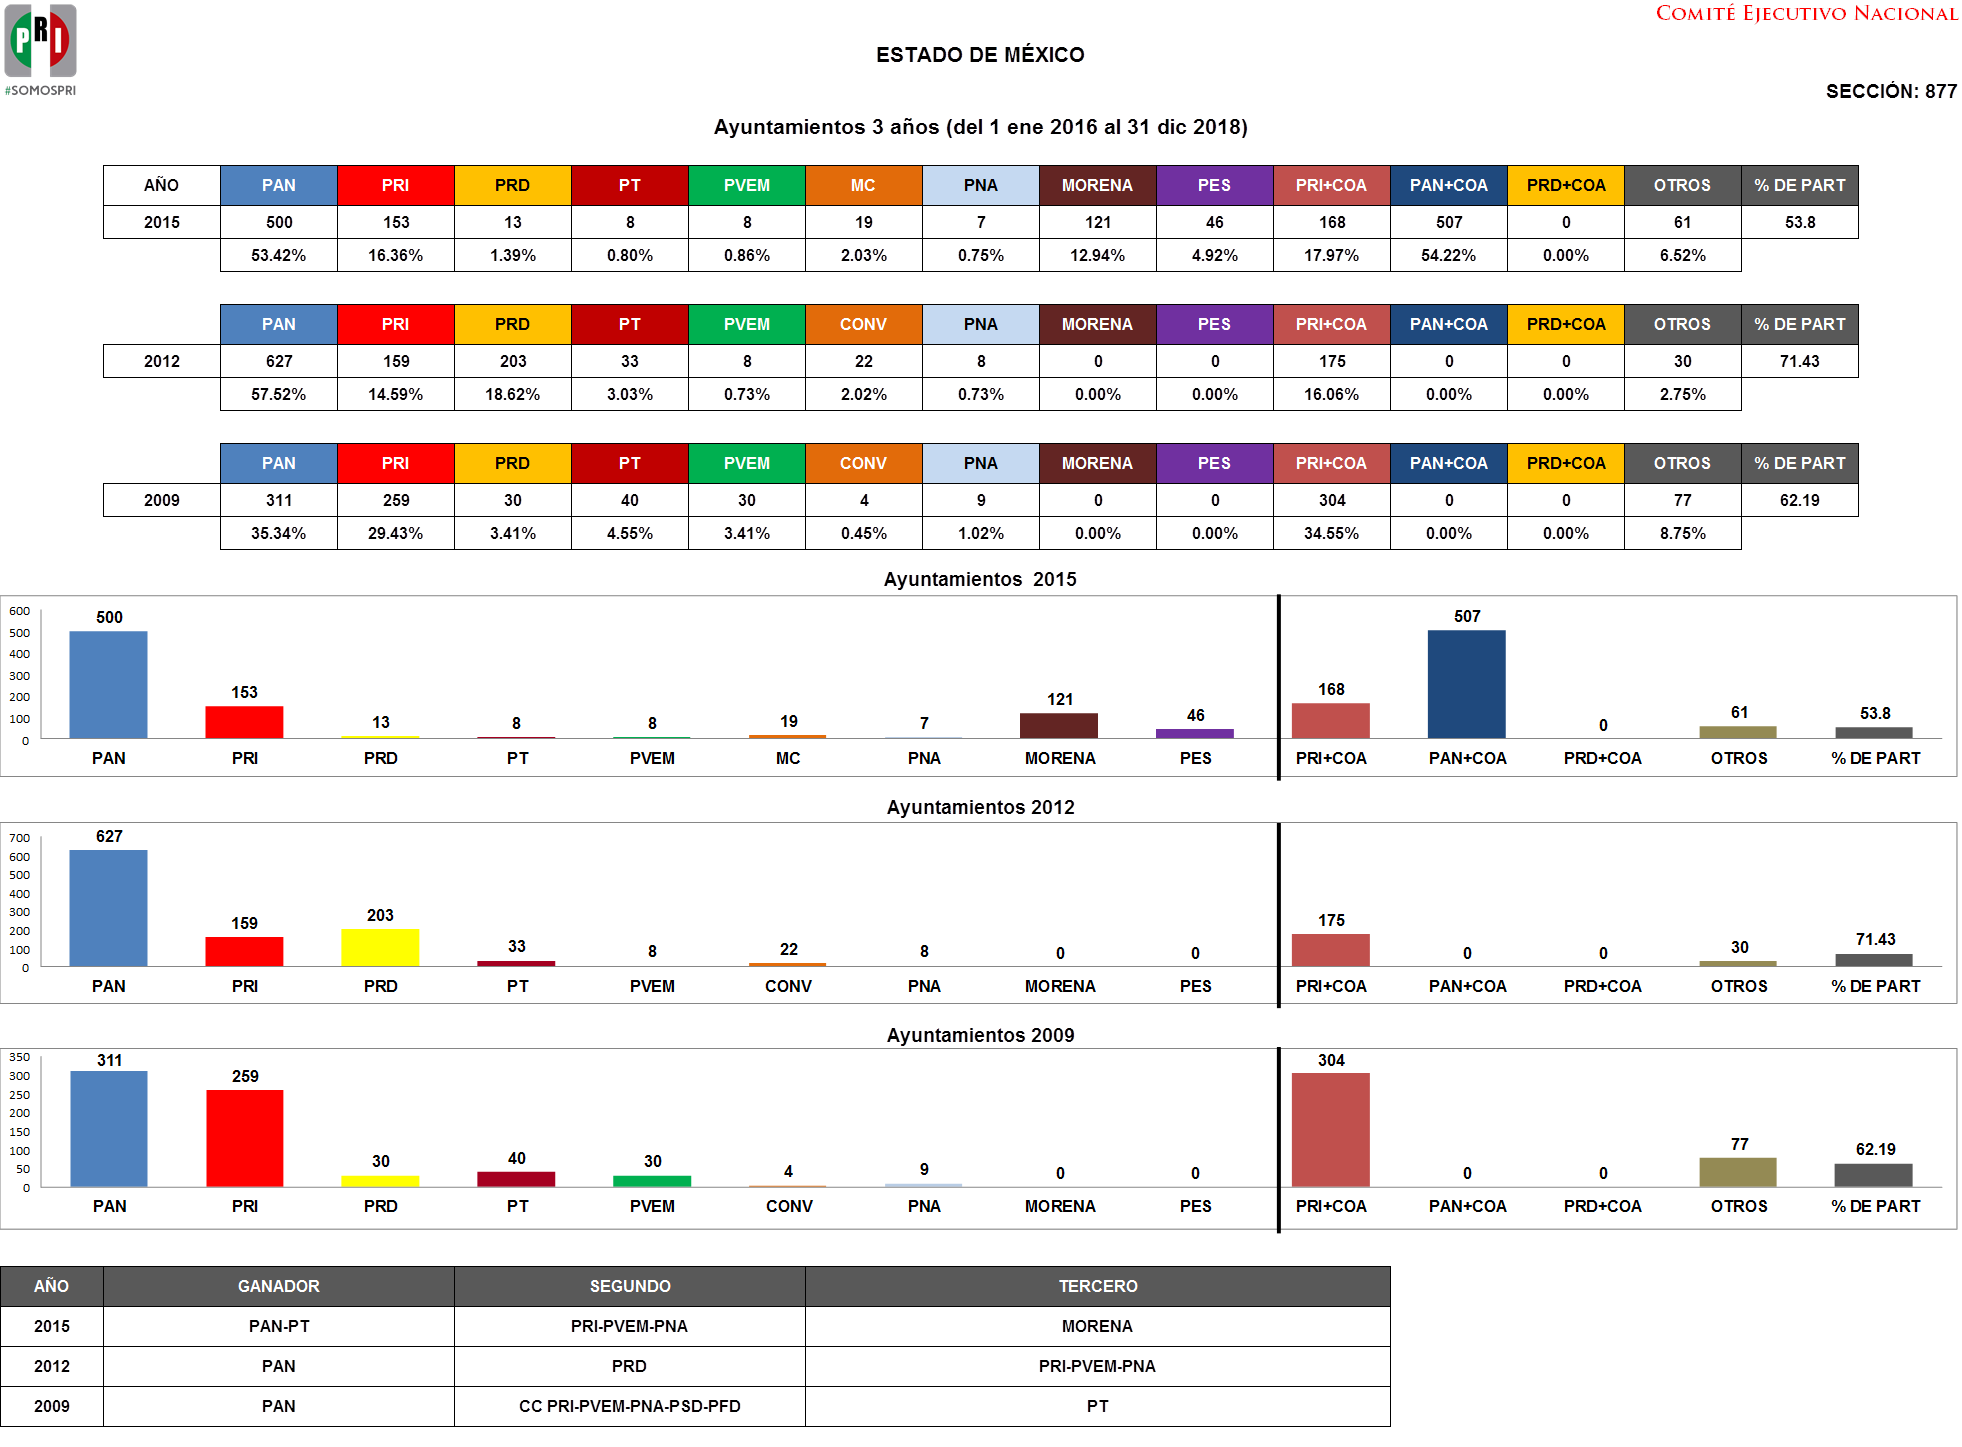 COMITÉ EJECUTIVO NACIONAL
PRI
#SOMOSPRI
ESTADO DE MÉXICO
SECCIÓN: 877
Ayuntamientos 3 años (del 1 ene 2016 al 31 dic 2018)
AÑO PAN PRI PRD PT PVEM MC PNA MORENA PES PRI+COA PAN+COA PRD+COA OTROS % DE PART
2015 500 153 13 8 8 19 7 121 46 168 507 0 61 53.8
53.42% 16.36% 1.39% 0.80% 0.86% 2.03% 0.75% 12.94% 4.92% 17.97% 54.22% 0.00% 6.52%
PAN PRI PRD PT PVEM CONV PNA MORENA PES PRI+COA PAN+COA PRD+COA OTROS % DE PART
2012 627 159 203 33 8 22 8 0 0 175 0 0 30 71.43
57.52% 14.59% 18.62% 3.03% 0.73% 2.02% 0.73% 0.00% 0.00% 16.06% 0.00% 0.00% 2.75%
PAN PRI PRD PT PVEM CONV PNA MORENA PES PRI+COA PAN+COA PRD+COA OTROS % DE PART
2009 311 259 30 40 30 4 9 0 0 304 0 0 77 62.19
35.34% 29.43% 3.41% 4.55% 3.41% 0.45% 1.02% 0.00% 0.00% 34.55% 0.00% 0.00% 8.75%
Ayuntamientos 2015
600
500
400
300
200
100
0
500 153 13 8 8 19 7 121 46 168 507 0 61 53.8
PAN PRI PRD PT PVEM MC PNA MORENA PES PRI+COA PAN+COA PRD+COA OTROS % DE PART
Ayuntamientos 2012
700
600
500
400
300
200
100
0
627 159 203 33 8 22 8 0 0 175 0 0 30 71.43
PAN PRI PRD PT PVEM CONV PNA MORENA PES PRI+COA PAN+COA PRD+COA OTROS % DE PART
Ayuntamientos 2009
350
300
250
200
150
100
50
0
311 259 30 40 30 4 9 0 0 304 0 0 77 62.19
PAN PRI PRD PT PVEM CONV PNA MORENA PES PRI+COA PAN+COA PRD+COA OTROS % DE PART
AÑO GANADOR SEGUNDO TERCERO
2015 PAN-PT PRI-PVEM-PNA MORENA
2012 PAN PRD PRI-PVEM-PNA
2009 PAN CC PRI-PVEM-PNA-PSD-PFD PT